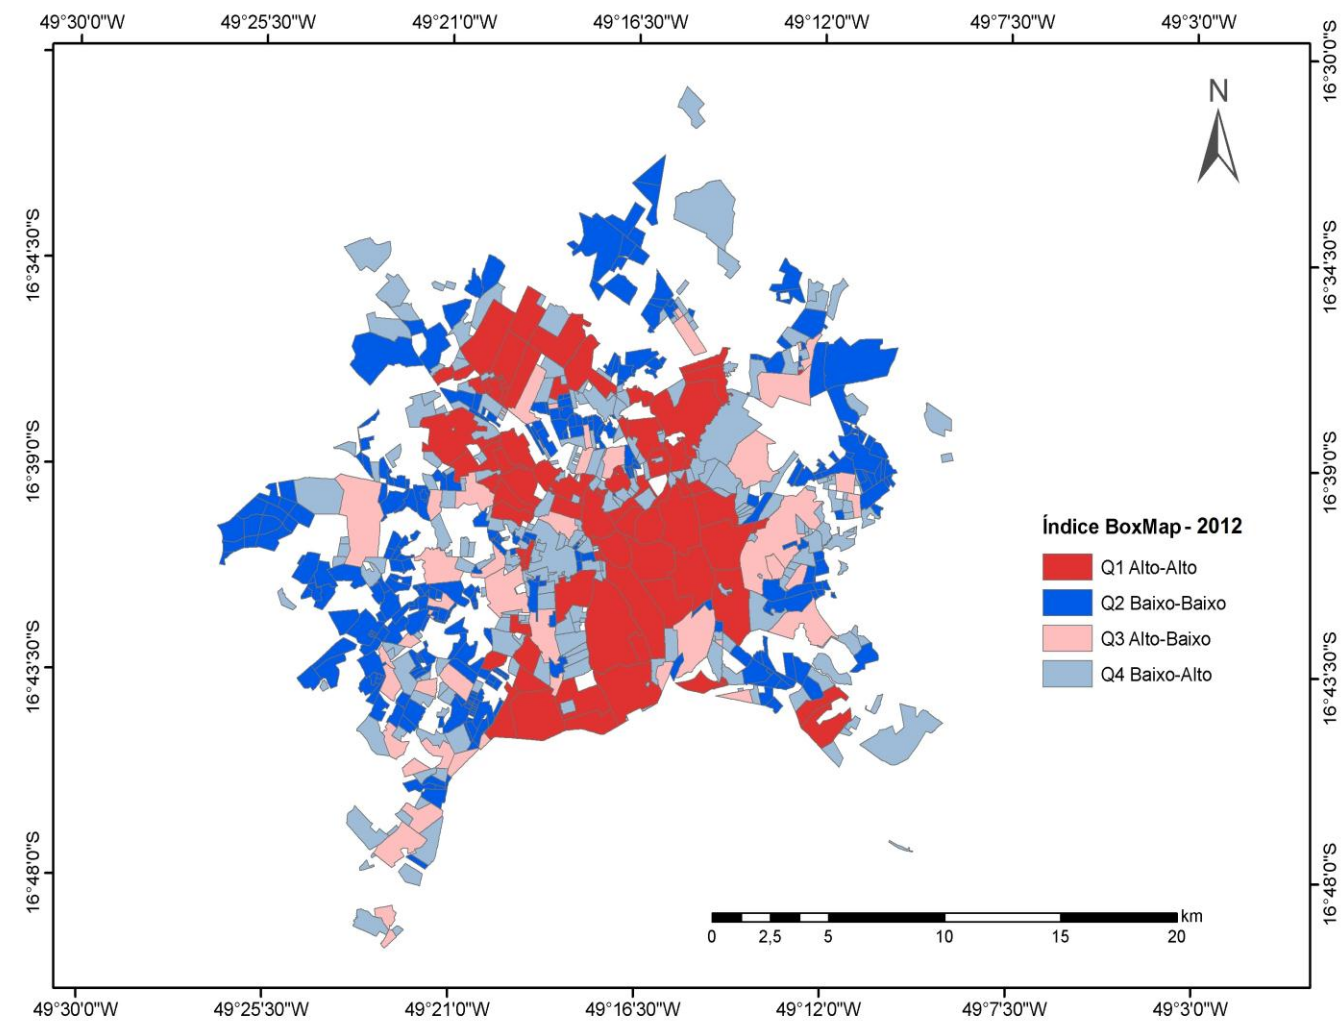 49°30'0"W 49°25'30"W 49°21'0"W 49°16'30"W 49°12'0"W 49°7'30"W 49°3'0"W
16°30'0"S
N
16°34'30"S 16°34'30"S
16°39'0"S 16°39'0"S
Índice BoxMap - 2012
Q1 Alto-Alto
Q2 Baixo-Baixo
Q3 Alto-Baixo
Q4 Baixo-Alto
16°43'30"S 16°43'30"S
16°48'0"S 16°48'0"S
km
0 2,5 5 10 15 20
49°30'0"W 49°25'30"W 49°21'0"W 49°16'30"W 49°12'0"W 49°7'30"W 49°3'0"W